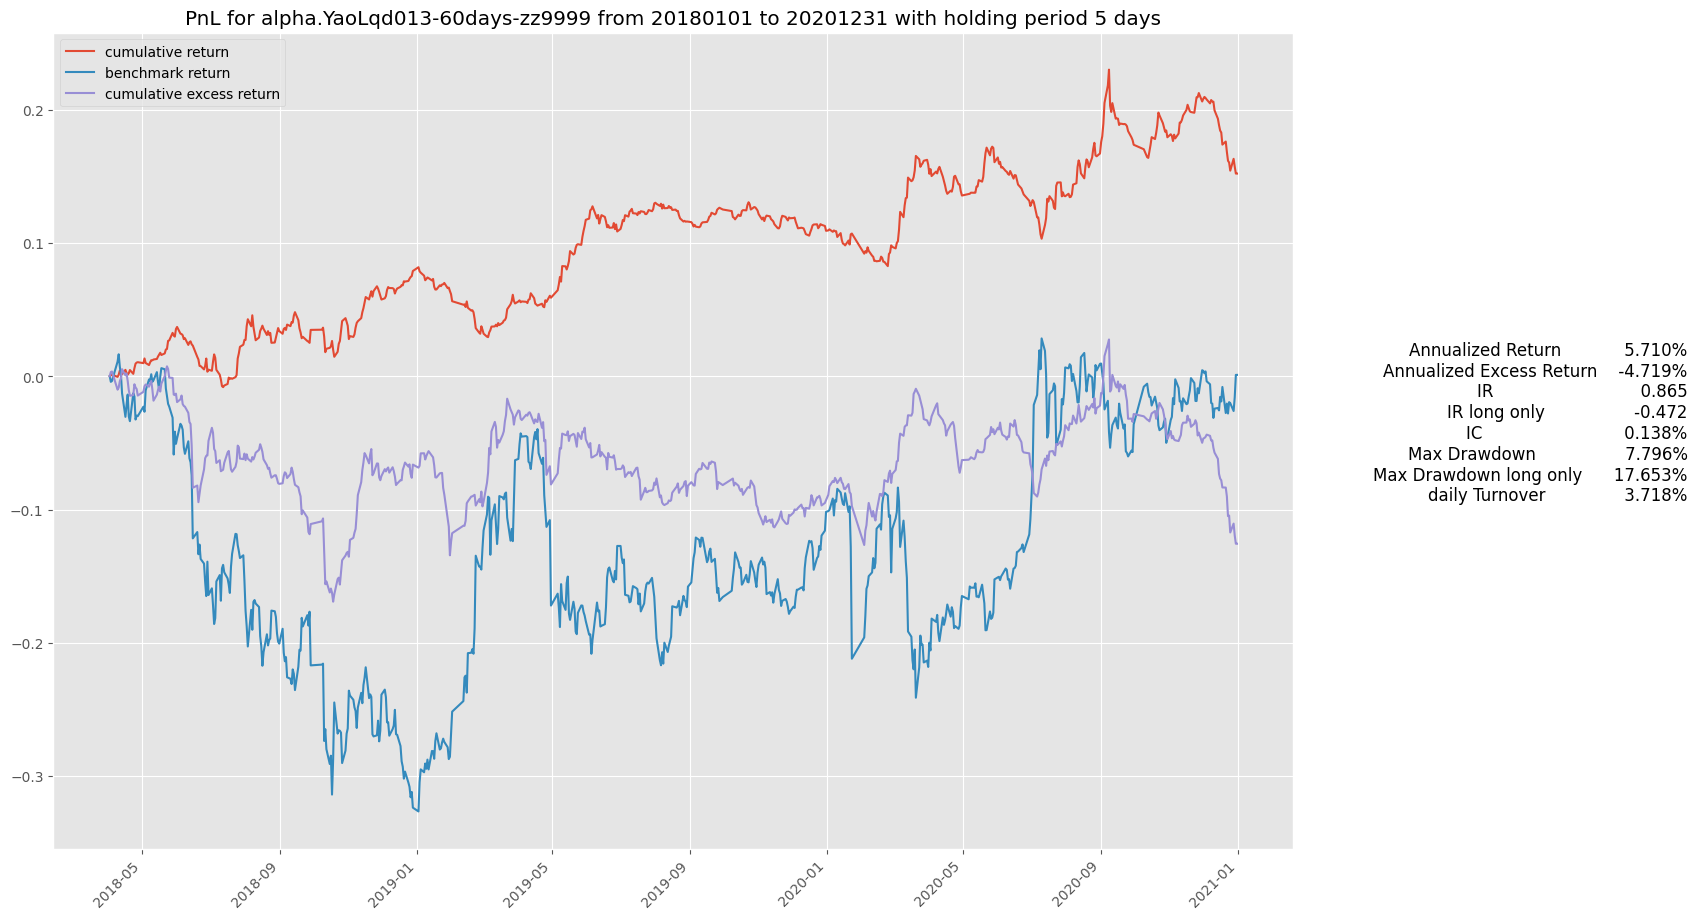 PnL for alpha.YaoLqd013-60days-zz9999 from 20180101 to 20201231 with holding period 5 days
cumulative return
benchmark return
cumulative excess return
0.2
0.1
0.0
−0.1
−0.2
−0.3
2018-05
2018-09
2019-01
2019-05
2019-09
2020-01
2020-05
2020-09
2021-01
Annualized Return 5.710%
Annualized Excess Return -4.719%
IR 0.865
IR long only -0.472
IC 0.138%
Max Drawdown 7.796%
Max Drawdown long only 17.653%
daily Turnover 3.718%